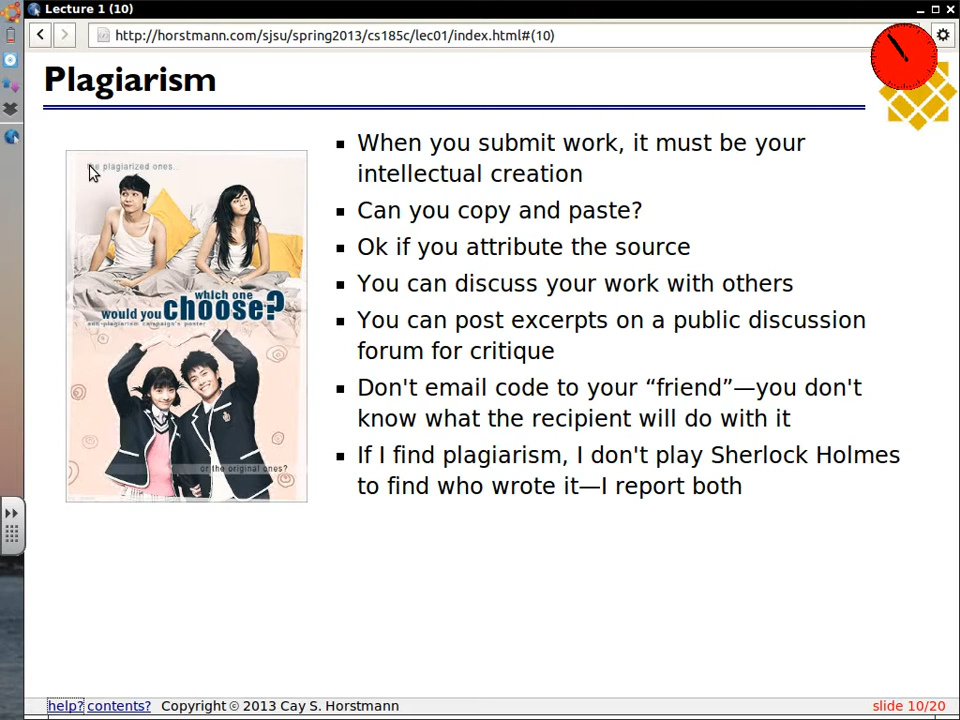 Lecture 1 (10)
http://horstmann.com/sjsu/spring2013/cs185c/lec01/index.html#(10)
Plagiarism
the plagiarized ones...
which one
would you choose?
anti-plagiarism campaign's poster
or the original ones?
▪ When you submit work, it must be your
intellectual creation
▪ Can you copy and paste?
▪ Ok if you attribute the source
▪ You can discuss your work with others
▪ You can post excerpts on a public discussion
forum for critique
▪ Don't email code to your “friend”—you don't
know what the recipient will do with it
▪ If I find plagiarism, I don't play Sherlock Holmes
to find who wrote it—I report both
help? contents? Copyright © 2013 Cay S. Horstmann
slide 10/20